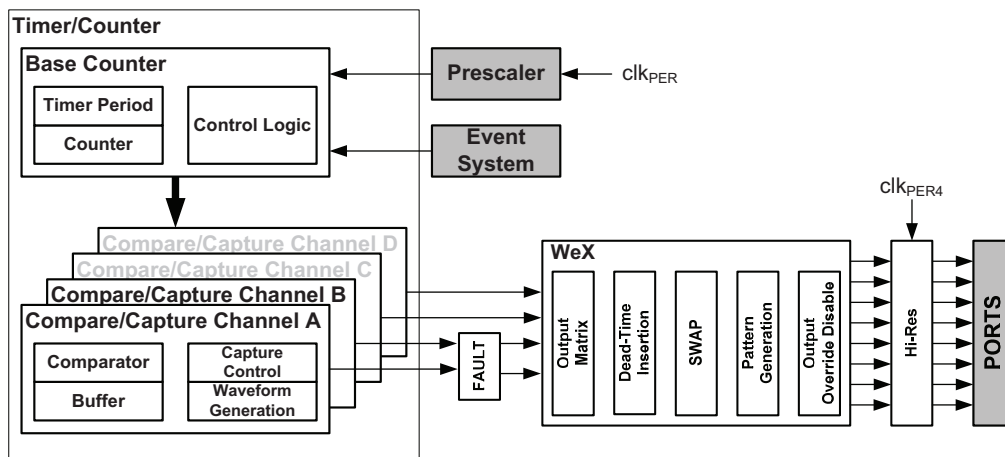 Timer/Counter
Base Counter
Timer Period
Counter
Control Logic
Prescaler
clkPER
Event
System
Compare/Capture Channel D
Compare/Capture Channel C
Compare/Capture Channel B
Compare/Capture Channel A
Comparator
Buffer
Capture
Control
Waveform
Generation
FAULT
WeX
Output
Matrix
Dead-Time
Insertion
SWAP
Pattern
Generation
Output
Override Disable
clkPER4
Hi-Res
PORTS